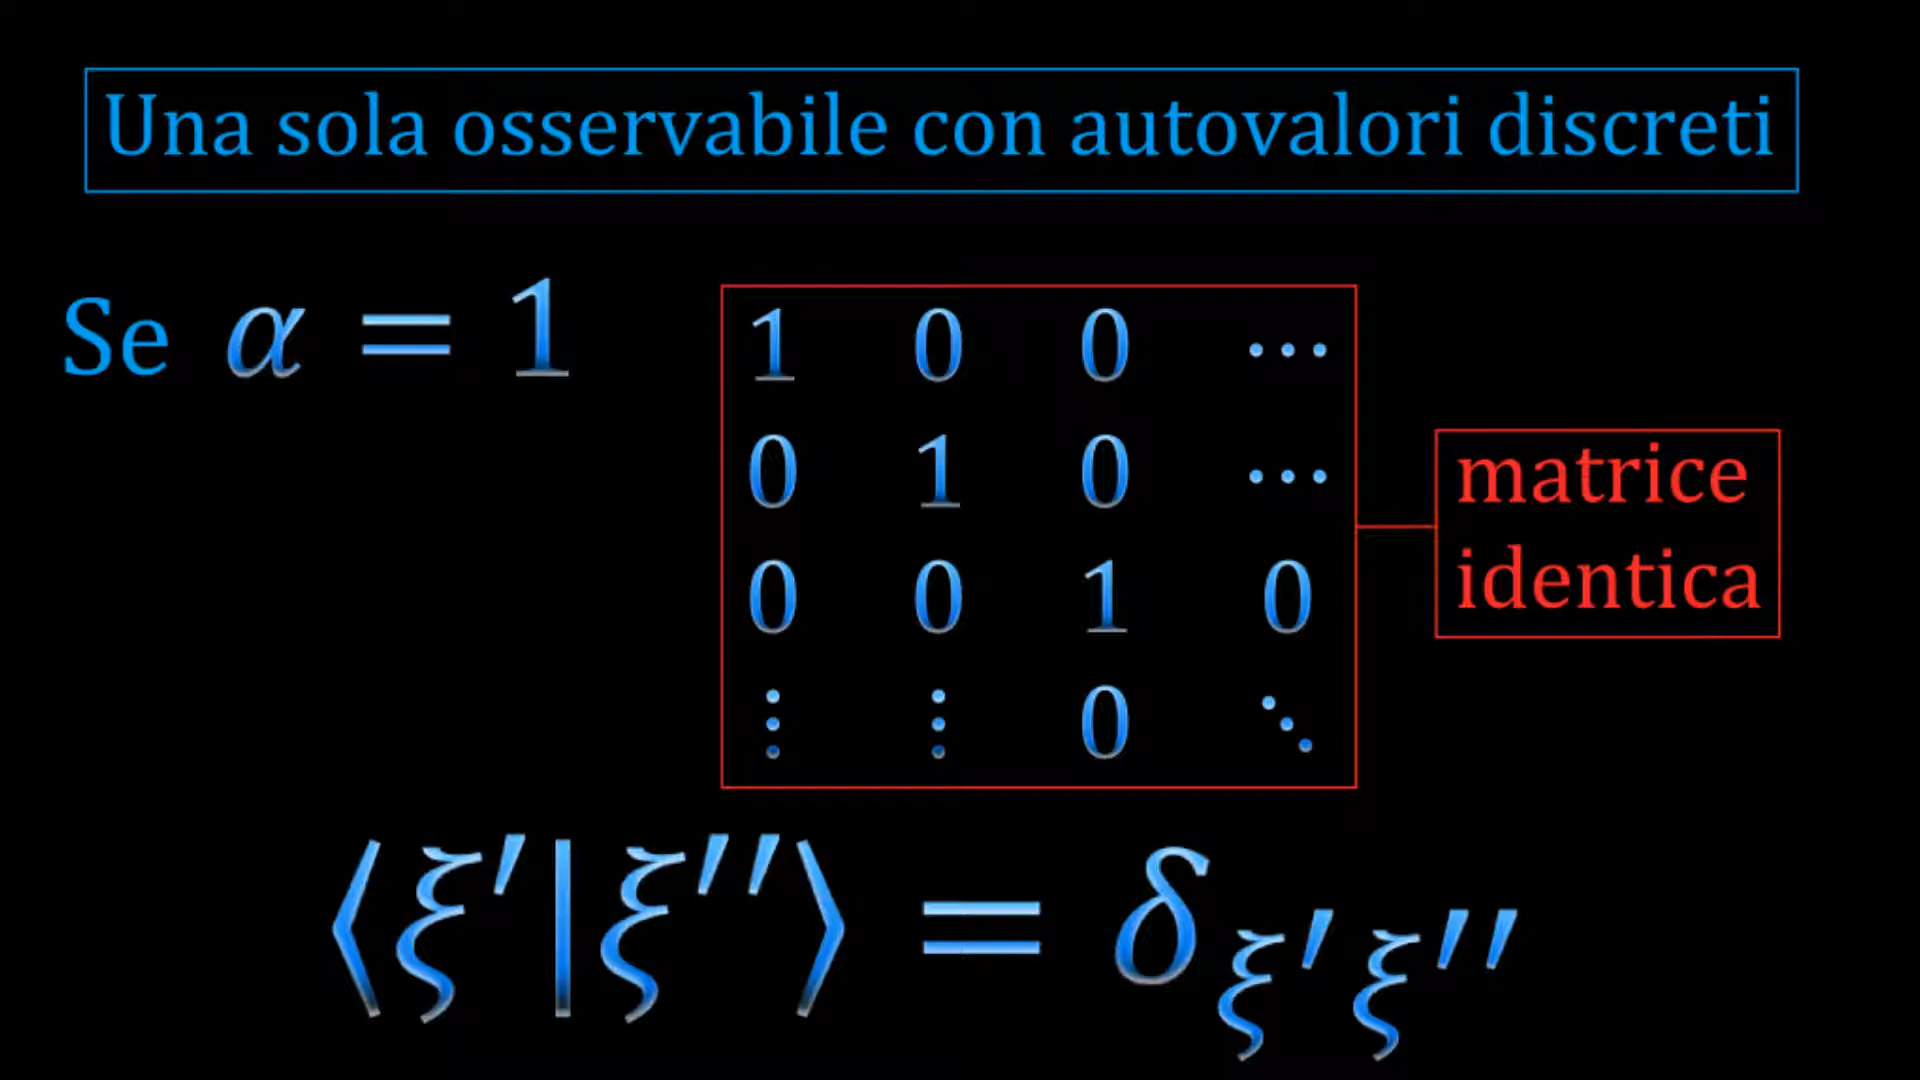 Una sola osservabile con autovalori discreti
Se α = 1
1 0 0 ⋯
0 1 0 ⋯
0 0 1 0
⋮ ⋮ 0 ⋱
matrice
identica
⟨ξ′|ξ′′⟩ = δ_ξ′ξ′′